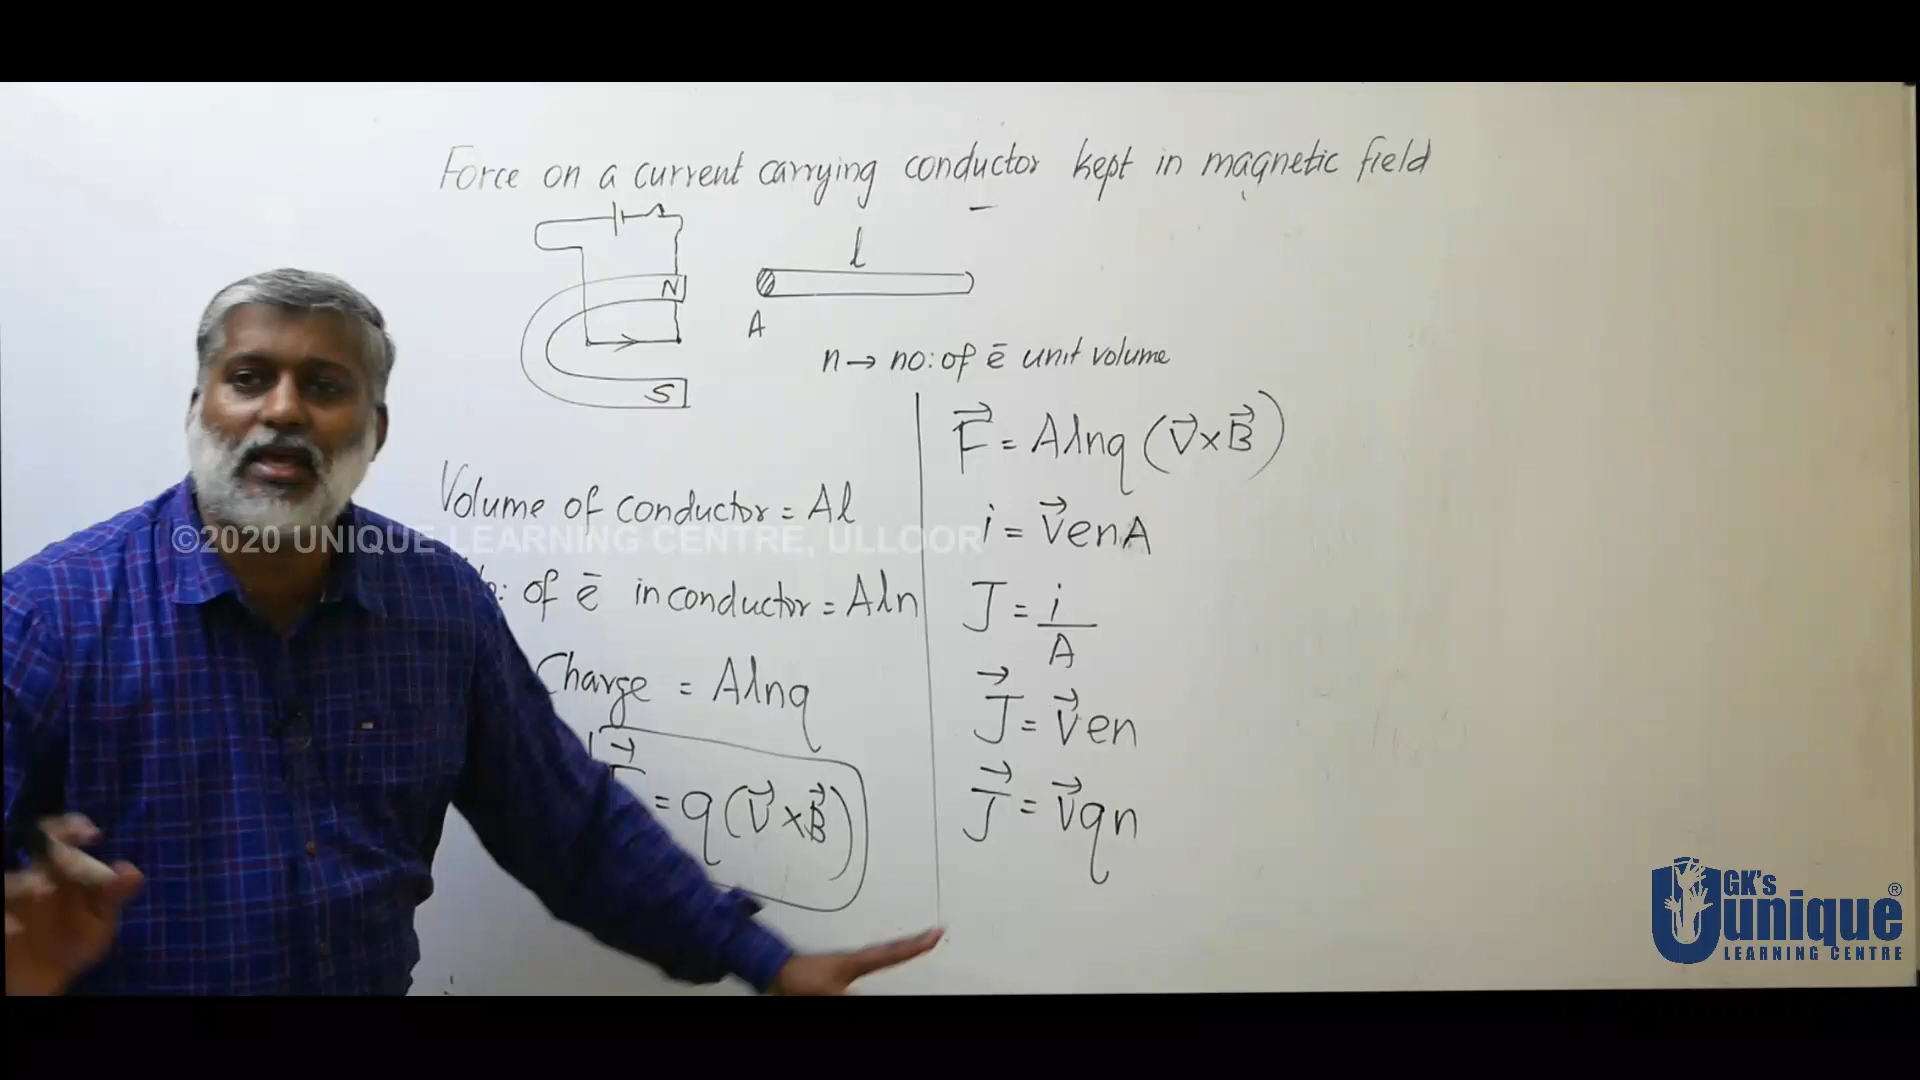 Force on a current carrying conductor kept in magnetic field
l
N
A
n → no: of ē unit volume
S
Volume of conductor = Al
©2020 UNIQUE LEARNING CENTRE, ULLOOR
: of ē in conductor = Aln
Charge = Alnq
= q(v⃗ × B⃗)
F⃗ = Alnq (v⃗ × B⃗)
i = v⃗enA
J = i/A
J⃗ = v⃗en
J⃗ = v⃗qn
GK's
unique®
LEARNING CENTRE